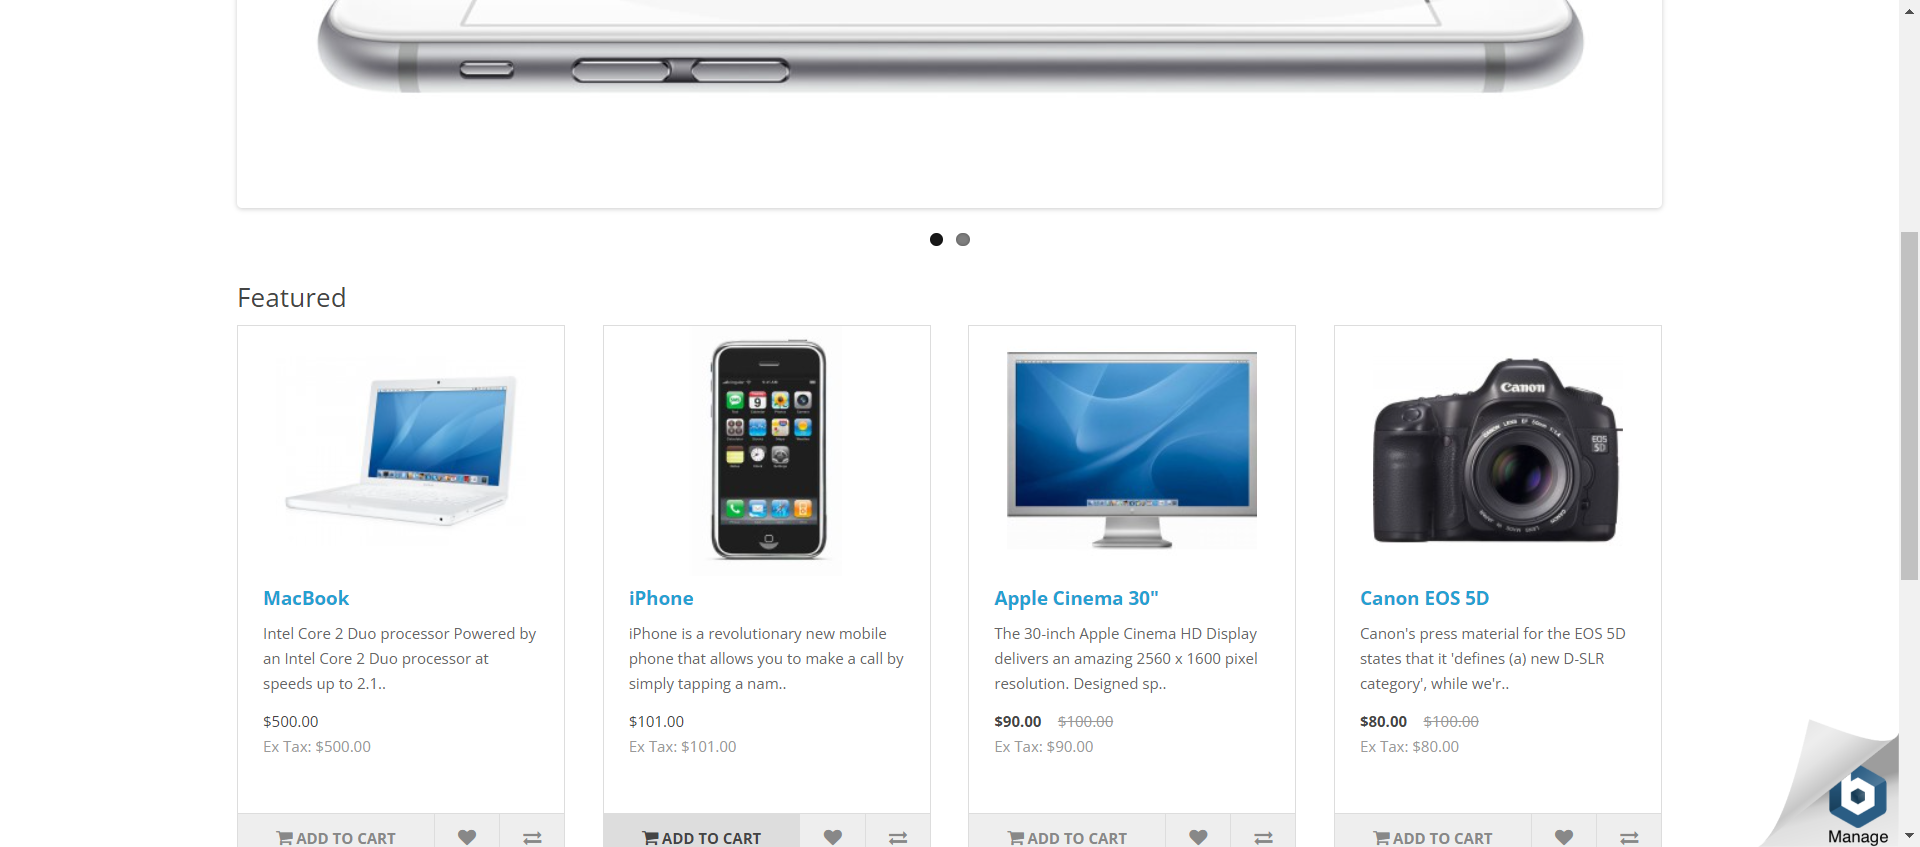 Featured
MacBook
Intel Core 2 Duo processor Powered by
an Intel Core 2 Duo processor at
speeds up to 2.1..
$500.00
Ex Tax: $500.00
ADD TO CART
iPhone
iPhone is a revolutionary new mobile
phone that allows you to make a call by
simply tapping a nam..
$101.00
Ex Tax: $101.00
ADD TO CART
Apple Cinema 30"
The 30-inch Apple Cinema HD Display
delivers an amazing 2560 x 1600 pixel
resolution. Designed sp..
$90.00 $100.00
Ex Tax: $90.00
ADD TO CART
Canon
EOS
5D
Canon EOS 5D
Canon's press material for the EOS 5D
states that it 'defines (a) new D-SLR
category', while we'r..
$80.00 $100.00
Ex Tax: $80.00
ADD TO CART
b
Manage